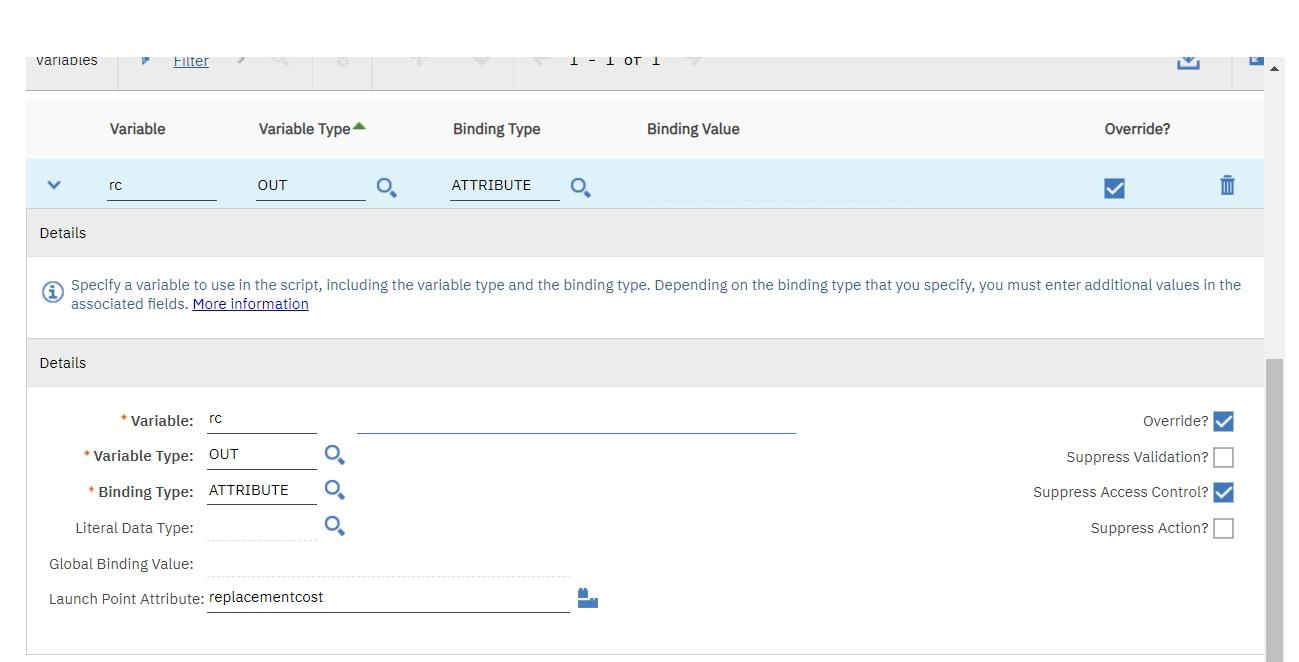 Variables Filter 1 - 1 of 1
Variable Variable Type Binding Type Binding Value Override?
rc OUT ATTRIBUTE
Details
Specify a variable to use in the script, including the variable type and the binding type. Depending on the binding type that you specify, you must enter additional values in the
associated fields. More information
Details
* Variable: rc Override?
* Variable Type: OUT Suppress Validation?
* Binding Type: ATTRIBUTE Suppress Access Control?
Literal Data Type: Suppress Action?
Global Binding Value:
Launch Point Attribute: replacementcost